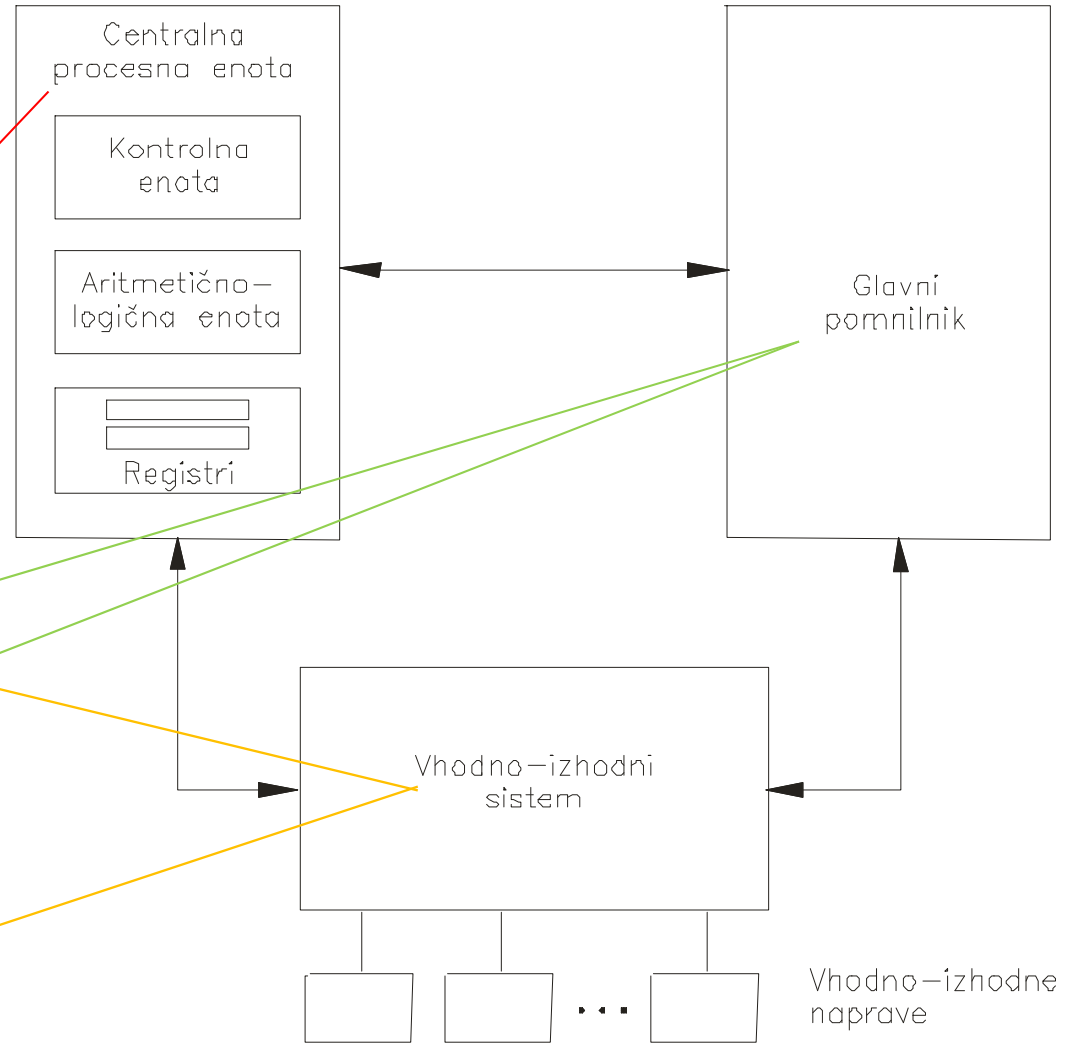 Centralna
procesna enota
Kontrolna
enota
Aritmetično-
logična enota
Registri
Glavni
pomnilnik
Vhodno-izhodni
sistem
Vhodno-izhodne
naprave